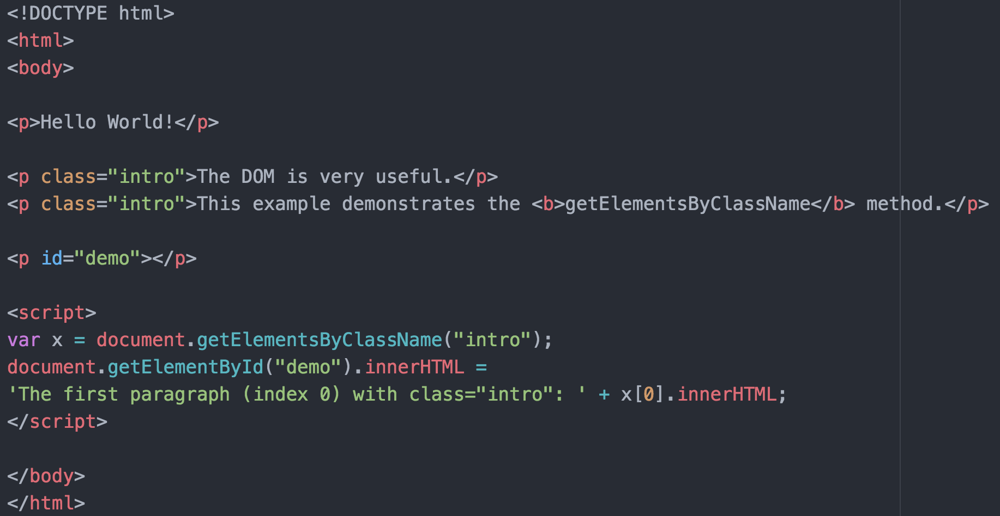 <!DOCTYPE html>
<html>
<body>
<p>Hello World!</p>
<p class="intro">The DOM is very useful.</p>
<p class="intro">This example demonstrates the <b>getElementsByClassName</b> method.</p>
<p id="demo"></p>
<script>
var x = document.getElementsByClassName("intro");
document.getElementById("demo").innerHTML =
'The first paragraph (index 0) with class="intro": ' + x[0].innerHTML;
</script>
</body>
</html>